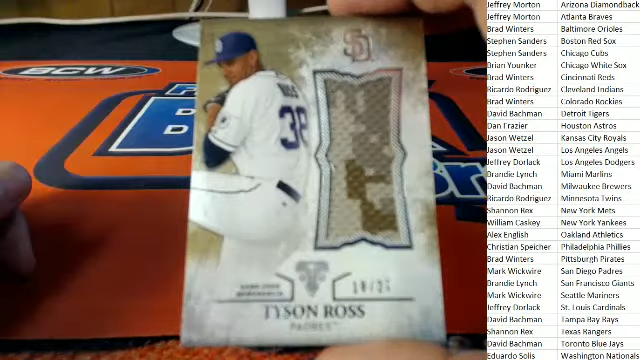 BCW
ROSS
38
SD
GAME-USED
MEMORABILIA
TYSON ROSS
PADRES
Jeffrey Morton Arizona Diamondback
Jeffrey Morton Atlanta Braves
Brad Winters Baltimore Orioles
Stephen Sanders Boston Red Sox
Stephen Sanders Chicago Cubs
Brian Younker Chicago White Sox
Brad Winters Cincinnati Reds
Ricardo Rodriguez Cleveland Indians
Brad Winters Colorado Rockies
David Bachman Detroit Tigers
Dan Frazier Houston Astros
Jason Wetzel Kansas City Royals
Jason Wetzel Los Angeles Angels
Jeffrey Dorlack Los Angeles Dodgers
Brandie Lynch Miami Marlins
David Bachman Milwaukee Brewers
Ricardo Rodriguez Minnesota Twins
Shannon Rex New York Mets
William Caskey New York Yankees
Alex English Oakland Athletics
Christian Speicher Philadelphia Phillies
Brad Winters Pittsburgh Pirates
Mark Wickwire San Diego Padres
Brandie Lynch San Francisco Giants
Mark Wickwire Seattle Mariners
Jeffrey Dorlack St. Louis Cardinals
David Bachman Tampa Bay Rays
Shannon Rex Texas Rangers
David Bachman Toronto Blue Jays
Eduardo Solis Washington Nationals